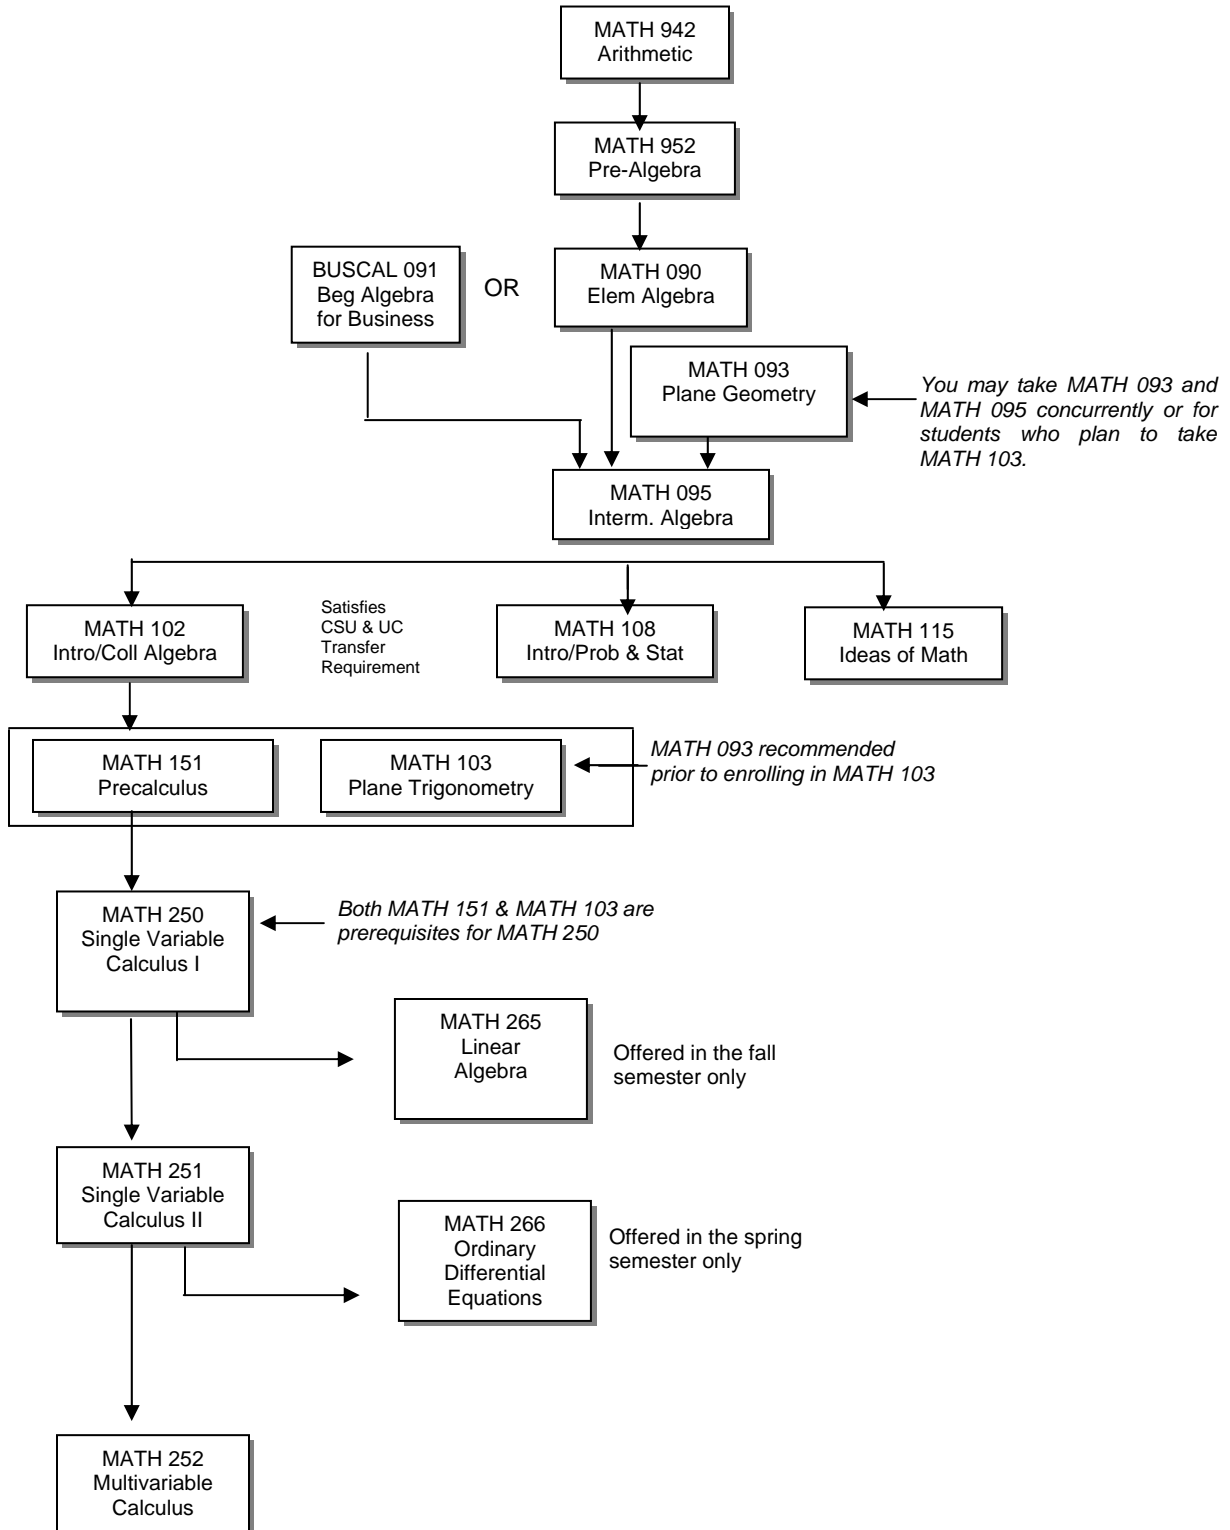 MATH 942
Arithmetic
MATH 952
Pre-Algebra
BUSCAL 091
Beg Algebra
for Business
OR
MATH 090
Elem Algebra
MATH 093
Plane Geometry
You may take MATH 093 and
MATH 095 concurrently or for
students who plan to take
MATH 103.
MATH 095
Interm. Algebra
MATH 102
Intro/Coll Algebra
Satisfies
CSU & UC
Transfer
Requirement
MATH 108
Intro/Prob & Stat
MATH 115
Ideas of Math
MATH 151
Precalculus
MATH 103
Plane Trigonometry
MATH 093 recommended
prior to enrolling in MATH 103
MATH 250
Single Variable
Calculus I
Both MATH 151 & MATH 103 are
prerequisites for MATH 250
MATH 265
Linear
Algebra
Offered in the fall
semester only
MATH 251
Single Variable
Calculus II
MATH 266
Ordinary
Differential
Equations
Offered in the spring
semester only
MATH 252
Multivariable
Calculus